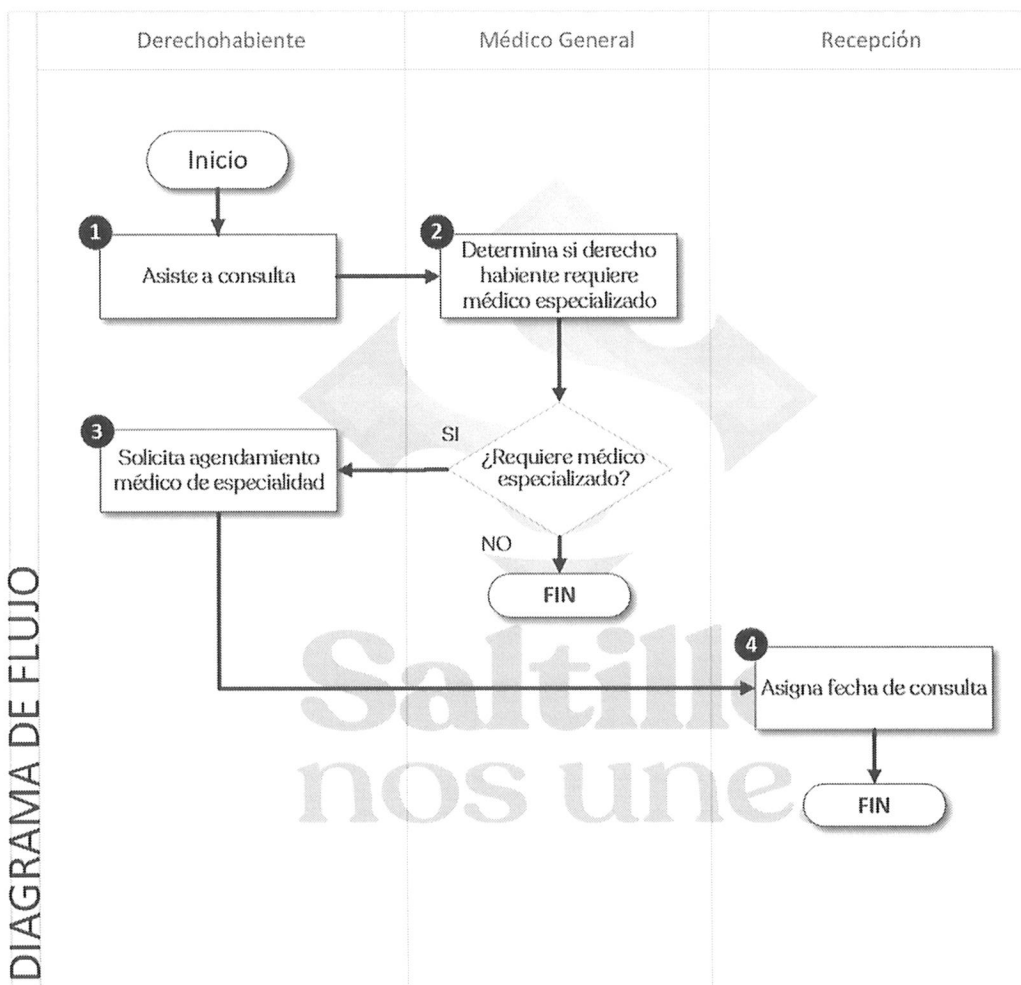 DIAGRAMA DE FLUJO
Derechohabiente
Médico General
Recepción
Inicio
1
Asiste a consulta
2
Determina si derecho
habiente requiere
médico especializado
¿Requiere médico
especializado?
SI
NO
FIN
3
Solicita agendamiento
médico de especialidad
4
Asigna fecha de consulta
FIN
Saltillo
nos une